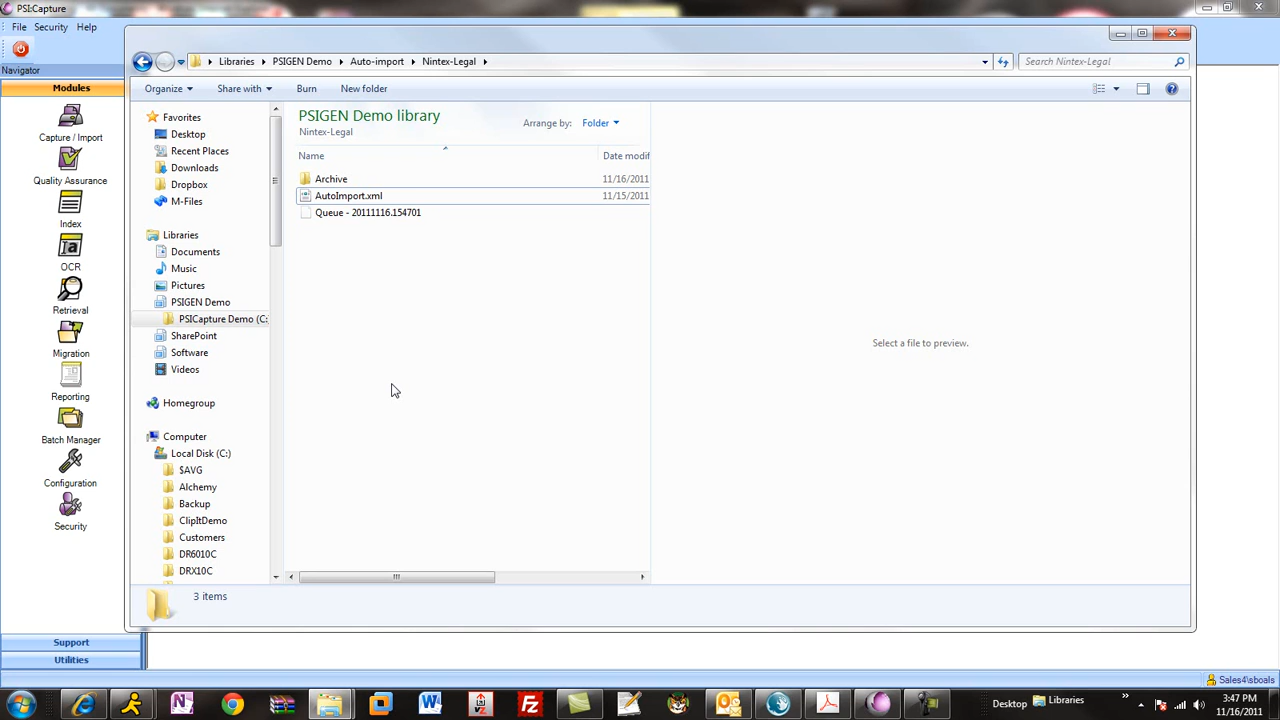 PSI:Capture
File Security Help
Navigator
Modules
Capture / Import
Quality Assurance
Index
OCR
Retrieval
Migration
Reporting
Batch Manager
Configuration
Security
Support
Utilities
Libraries PSIGEN Demo Auto-import Nintex-Legal
Search Nintex-Legal
Organize Share with Burn New folder
Favorites
Desktop
Recent Places
Downloads
Dropbox
M-Files
Libraries
Documents
Music
Pictures
PSIGEN Demo
PSICapture Demo (C:
SharePoint
Software
Videos
Homegroup
Computer
Local Disk (C:)
$AVG
Alchemy
Backup
ClipItDemo
Customers
DR6010C
DRX10C
PSIGEN Demo library
Nintex-Legal
Arrange by: Folder
Name Date modif
Archive 11/16/2011
AutoImport.xml 11/15/2011
Queue - 20111116.154701
Select a file to preview.
3 items
Sales4\sboals
Desktop Libraries
3:47 PM
11/16/2011